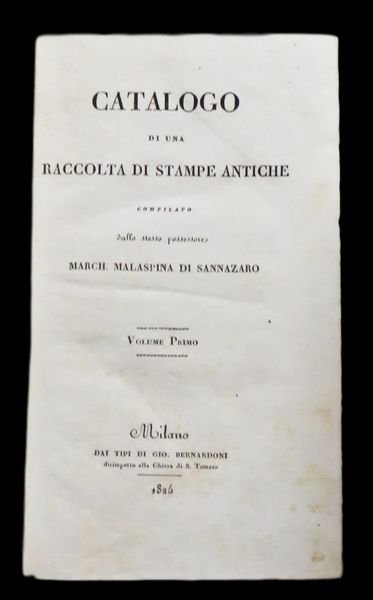 CATALOGO
DI UNA
RACCOLTA DI STAMPE ANTICHE
COMPILATO
dallo stesso possessore
MARCH. MALASPINA DI SANNAZARO
VOLUME PRIMO
Milano
DAI TIPI DI GIO. BERNARDONI
dirimpetto alla Chiesa di S. Tomaso
1824